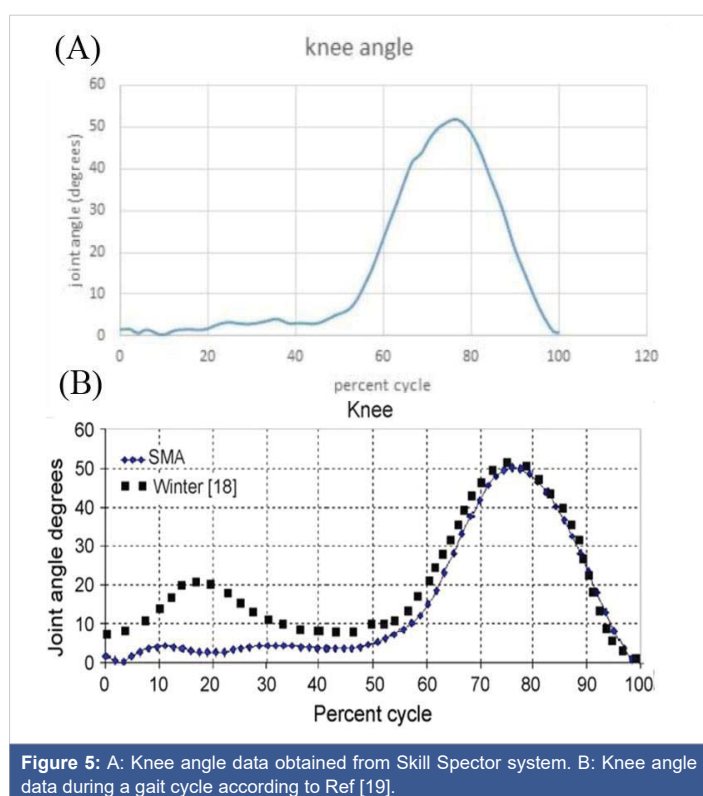 (A)
knee angle
60
50
40
30
20
10
0
joint angle (degrees)
0 20 40 60 80 100 120
percent cycle
(B)
Knee
60
50
40
30
20
10
0
Joint angle degrees
SMA
Winter [18]
0 10 20 30 40 50 60 70 80 90 100
Percent cycle
Figure 5: A: Knee angle data obtained from Skill Spector system. B: Knee angle
data during a gait cycle according to Ref [19].